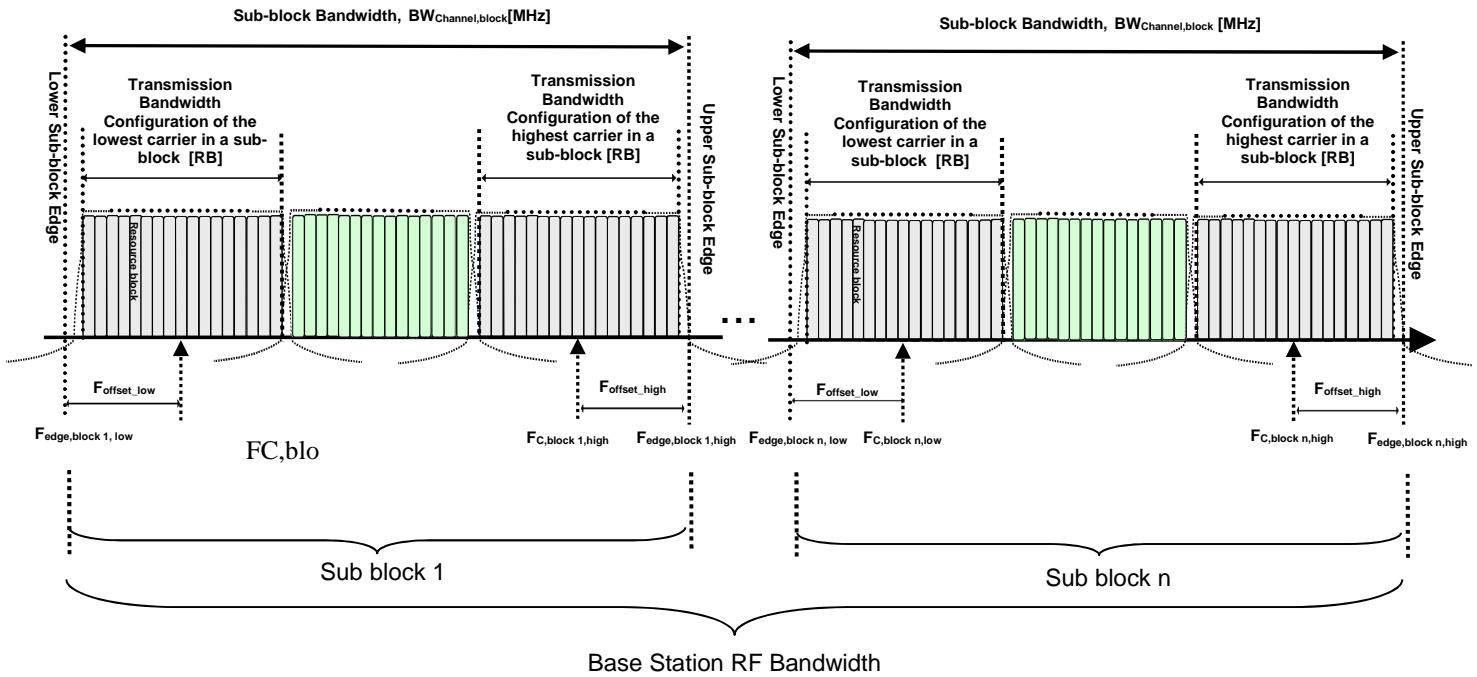 Sub-block Bandwidth, BWChannel,block[MHz]
Lower Sub-block Edge
Transmission
Bandwidth
Configuration of the
lowest carrier in a sub-
block [RB]
Transmission
Bandwidth
Configuration of the
highest carrier in a
sub-block [RB]
Upper Sub-block Edge
Resource block
Foffset_low
Foffset_high
Fedge,block 1, low
FC,blo
FC,block 1,high
Fedge,block 1,high
...
Sub-block Bandwidth, BWChannel,block [MHz]
Lower Sub-block Edge
Transmission
Bandwidth
Configuration of the
lowest carrier in
a sub-block [RB]
Transmission
Bandwidth
Configuration of the
highest carrier in a
sub-block [RB]
Upper Sub-block Edge
Resource block
Foffset_low
Foffset_high
Fedge,block n, low
FC,block n,low
FC,block n,high
Fedge,block n,high
Sub block 1
Sub block n
Base Station RF Bandwidth